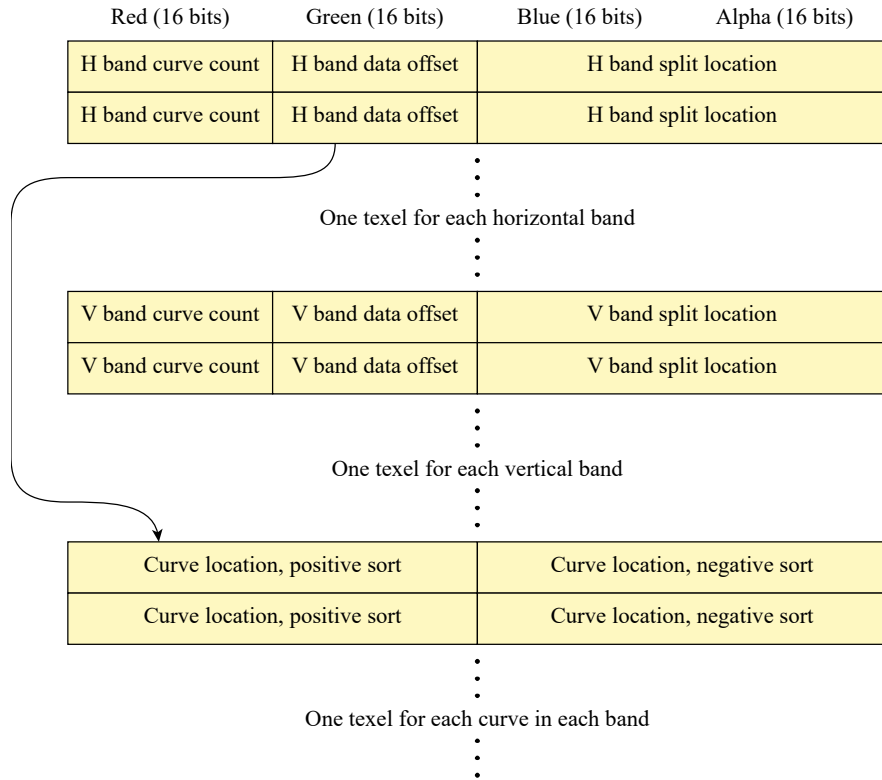 Red (16 bits) Green (16 bits) Blue (16 bits) Alpha (16 bits)
H band curve count H band data offset H band split location
H band curve count H band data offset H band split location
One texel for each horizontal band
V band curve count V band data offset V band split location
V band curve count V band data offset V band split location
One texel for each vertical band
Curve location, positive sort Curve location, negative sort
Curve location, positive sort Curve location, negative sort
One texel for each curve in each band